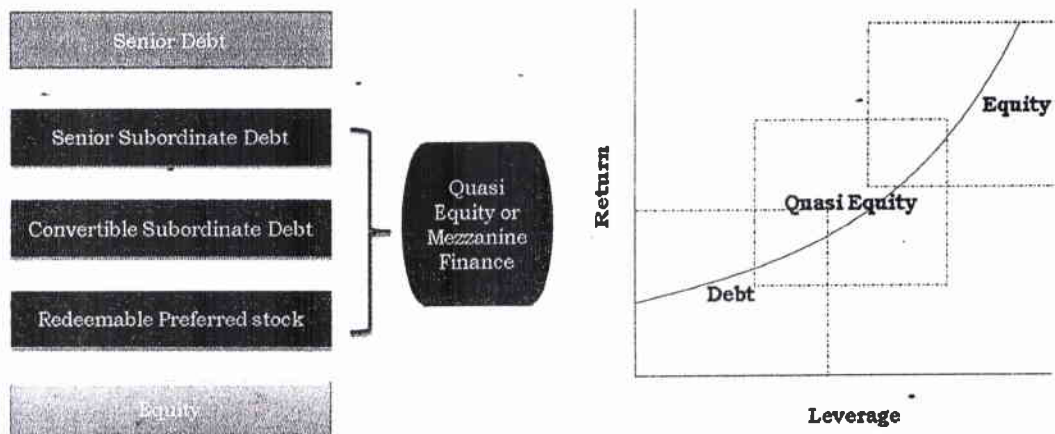 Senior Debt
Senior Subordinate Debt
Convertible Subordinate Debt
Redeemable Preferred stock
Equity
Quasi
Equity or
Mezzanine
Finance
Return
Equity
Quasi Equity
Debt
Leverage